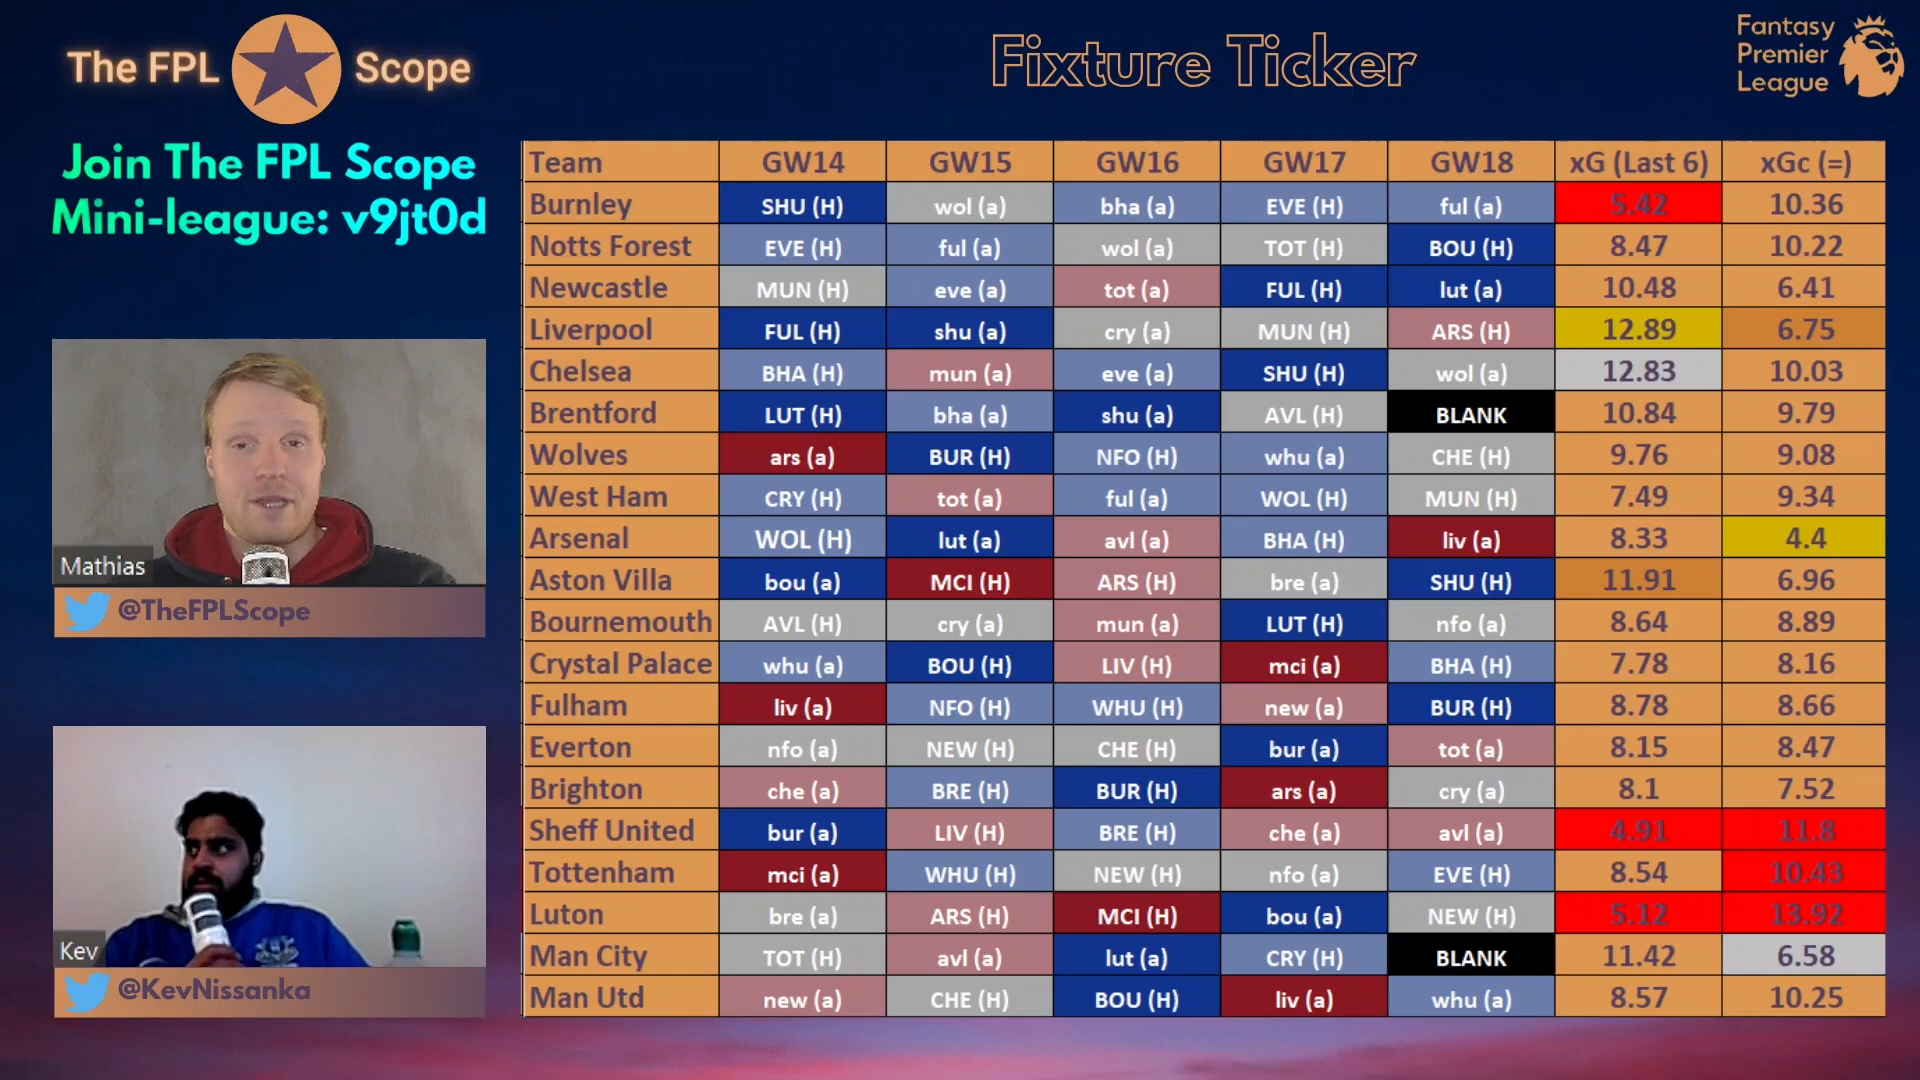 The FPL Scope
Fixture Ticker
Fantasy
Premier
League
Join The FPL Scope
Mini-league: v9jt0d
Team GW14 GW15 GW16 GW17 GW18 xG (Last 6) xGc (=)
Burnley SHU (H) wol (a) bha (a) EVE (H) ful (a) 5.42 10.36
Notts Forest EVE (H) ful (a) wol (a) TOT (H) BOU (H) 8.47 10.22
Newcastle MUN (H) eve (a) tot (a) FUL (H) lut (a) 10.48 6.41
Liverpool FUL (H) shu (a) cry (a) MUN (H) ARS (H) 12.89 6.75
Chelsea BHA (H) mun (a) eve (a) SHU (H) wol (a) 12.83 10.03
Brentford LUT (H) bha (a) shu (a) AVL (H) BLANK 10.84 9.79
Wolves ars (a) BUR (H) NFO (H) whu (a) CHE (H) 9.76 9.08
West Ham CRY (H) tot (a) ful (a) WOL (H) MUN (H) 7.49 9.34
Arsenal WOL (H) lut (a) avl (a) BHA (H) liv (a) 8.33 4.4
Aston Villa bou (a) MCI (H) ARS (H) bre (a) SHU (H) 11.91 6.96
Bournemouth AVL (H) cry (a) mun (a) LUT (H) nfo (a) 8.64 8.89
Crystal Palace whu (a) BOU (H) LIV (H) mci (a) BHA (H) 7.78 8.16
Fulham liv (a) NFO (H) WHU (H) new (a) BUR (H) 8.78 8.66
Everton nfo (a) NEW (H) CHE (H) bur (a) tot (a) 8.15 8.47
Brighton che (a) BRE (H) BUR (H) ars (a) cry (a) 8.1 7.52
Sheff United bur (a) LIV (H) BRE (H) che (a) avl (a) 4.91 11.8
Tottenham mci (a) WHU (H) NEW (H) nfo (a) EVE (H) 8.54 10.43
Luton bre (a) ARS (H) MCI (H) bou (a) NEW (H) 5.12 13.92
Man City TOT (H) avl (a) lut (a) CRY (H) BLANK 11.42 6.58
Man Utd new (a) CHE (H) BOU (H) liv (a) whu (a) 8.57 10.25
Mathias
@TheFPLScope
Kev
@KevNissanka